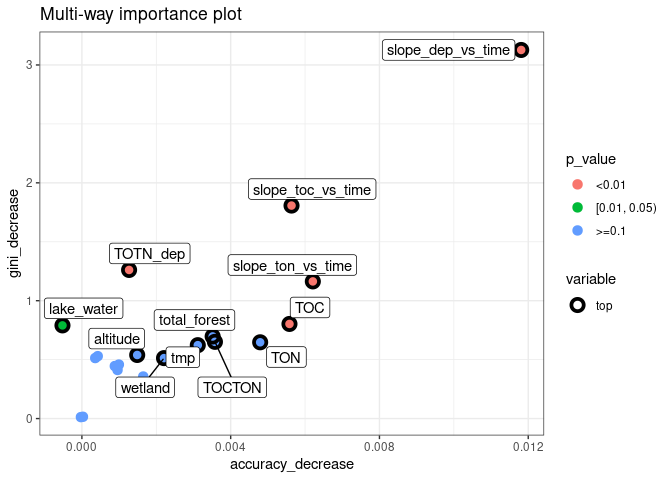 Multi-way importance plot
slope_dep_vs_time
3
p_value
<0.01
slope_toc_vs_time
2
[0.01, 0.05)
>=0.1
gini_decrease
TOTN_dep
slope_ton_vs_time
variable
lake_water
TOC
1
top
total_forest
altitude
tmp
TON
wetland
TOCTON
0
0.000
0.004
0.008
0.012
accuracy_decrease